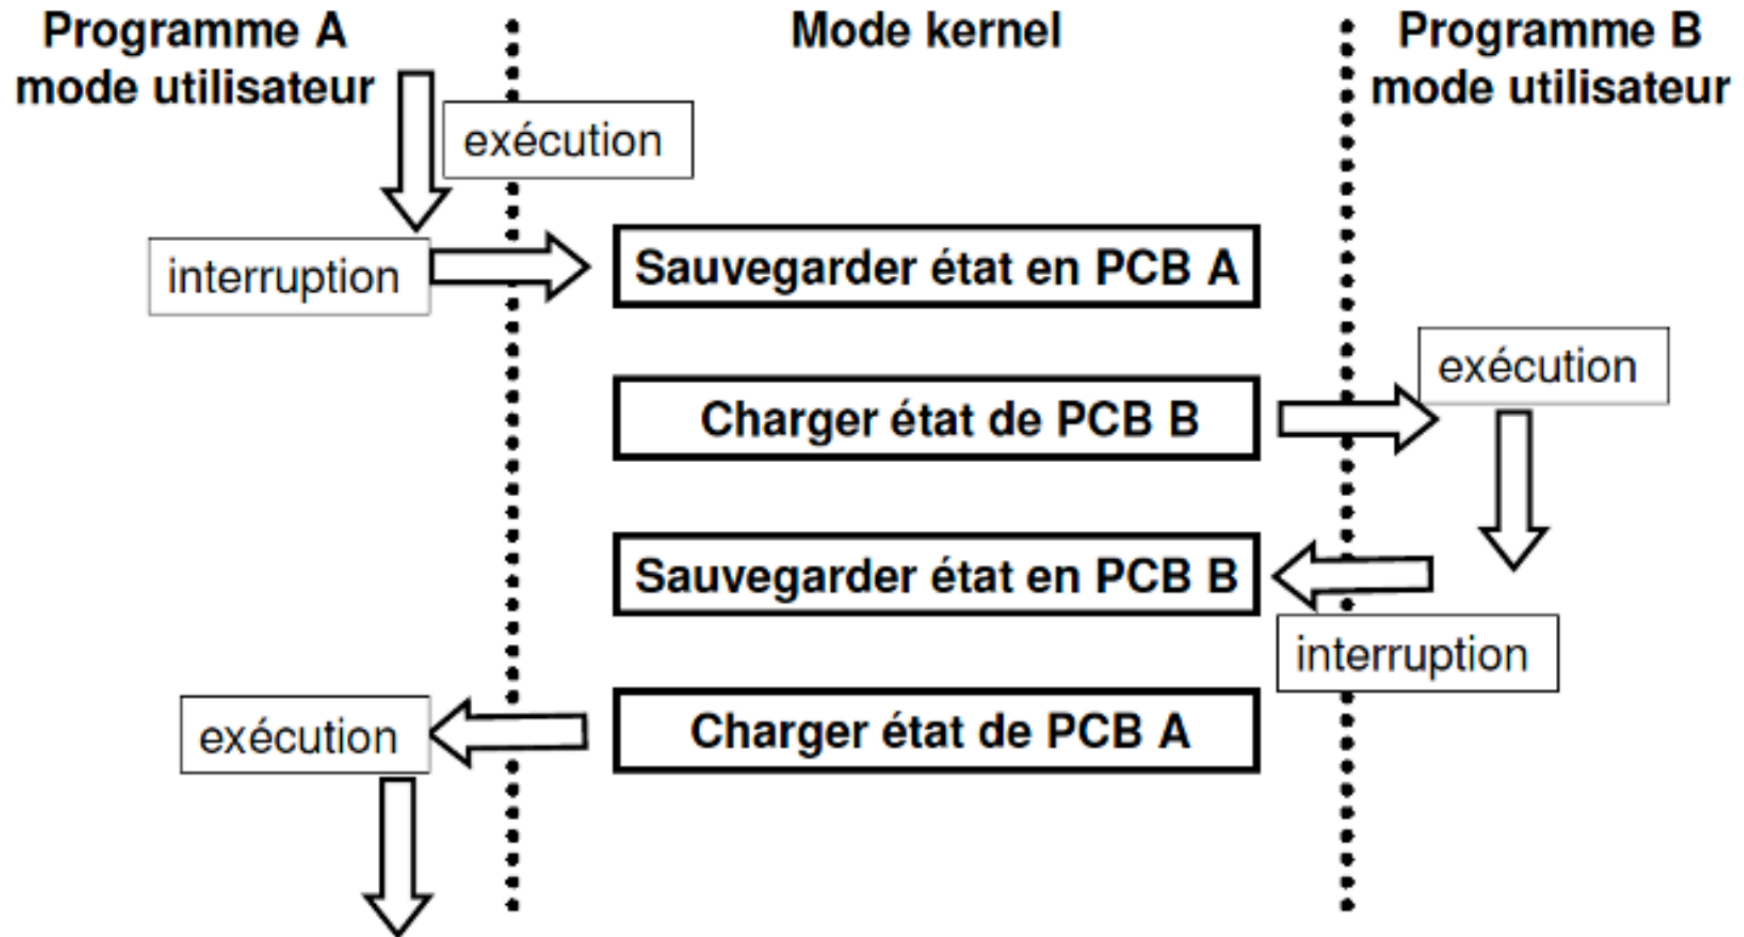 Programme A
mode utilisateur
Mode kernel
Programme B
mode utilisateur
exécution
interruption
Sauvegarder état en PCB A
exécution
Charger état de PCB B
Sauvegarder état en PCB B
interruption
exécution
Charger état de PCB A